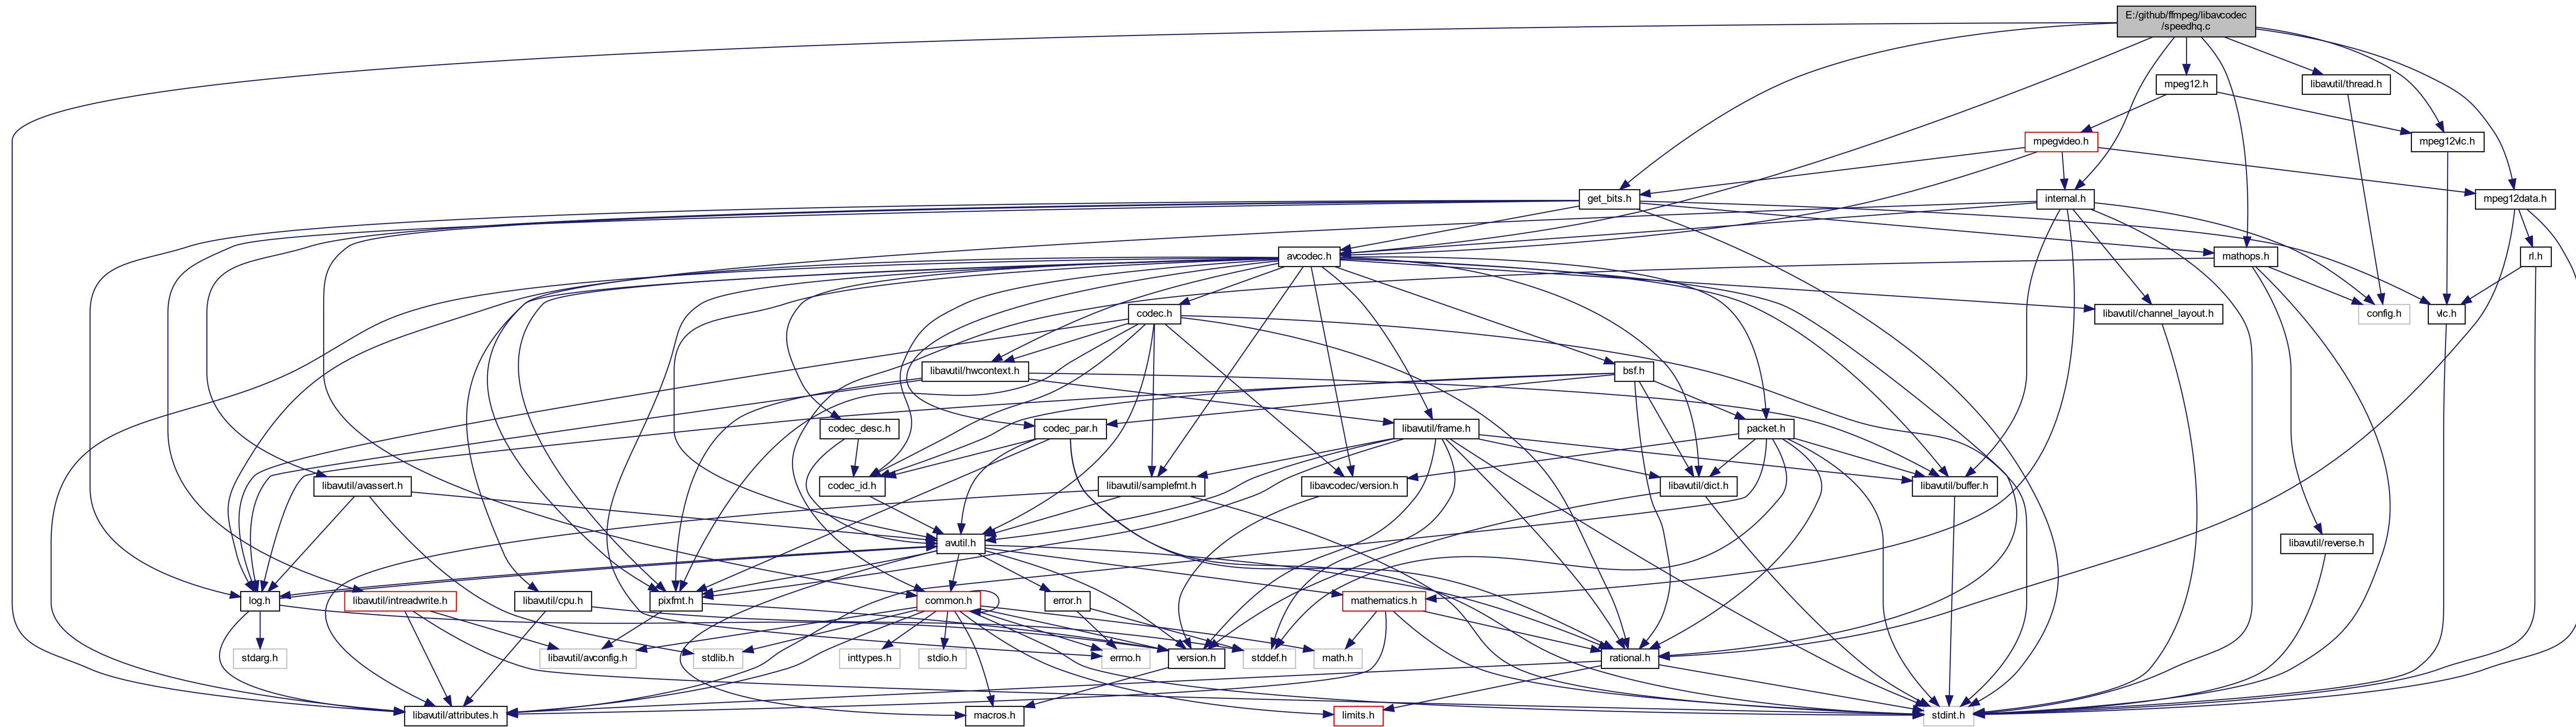 E:/github/ffmpeg/libavcodec
/speedhq.c
mpeg12.h
libavutil/thread.h
mpegvideo.h
mpeg12vlc.h
get_bits.h
internal.h
mpeg12data.h
avcodec.h
mathops.h
rl.h
codec.h
libavutil/channel_layout.h
config.h
vlc.h
libavutil/hwcontext.h
bsf.h
codec_desc.h
codec_par.h
libavutil/frame.h
packet.h
libavutil/avassert.h
codec_id.h
libavutil/samplefmt.h
libavcodec/version.h
libavutil/dict.h
libavutil/buffer.h
avutil.h
libavutil/reverse.h
log.h
libavutil/intreadwrite.h
libavutil/cpu.h
pixfmt.h
common.h
error.h
mathematics.h
stdarg.h
libavutil/avconfig.h
stdlib.h
inttypes.h
stdio.h
errno.h
version.h
stddef.h
math.h
rational.h
libavutil/attributes.h
macros.h
limits.h
stdint.h